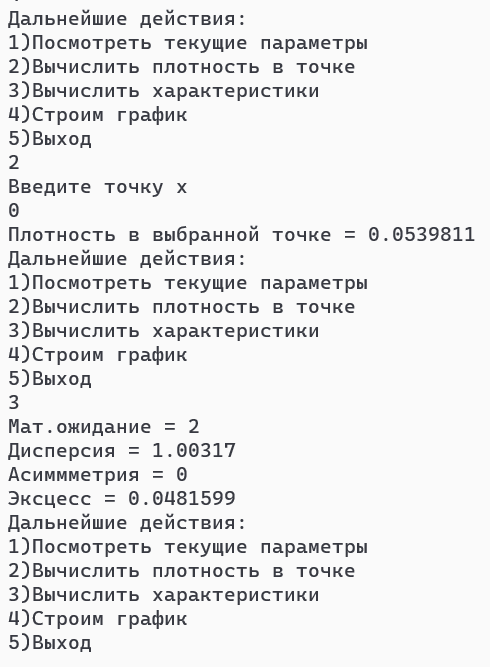 Дальнейшие действия:
1)Посмотреть текущие параметры
2)Вычислить плотность в точке
3)Вычислить характеристики
4)Строим график
5)Выход
2
Введите точку x
0
Плотность в выбранной точке = 0.0539811
Дальнейшие действия:
1)Посмотреть текущие параметры
2)Вычислить плотность в точке
3)Вычислить характеристики
4)Строим график
5)Выход
3
Мат.ожидание = 2
Дисперсия = 1.00317
Асиммметрия = 0
Эксцесс = 0.0481599
Дальнейшие действия:
1)Посмотреть текущие параметры
2)Вычислить плотность в точке
3)Вычислить характеристики
4)Строим график
5)Выход